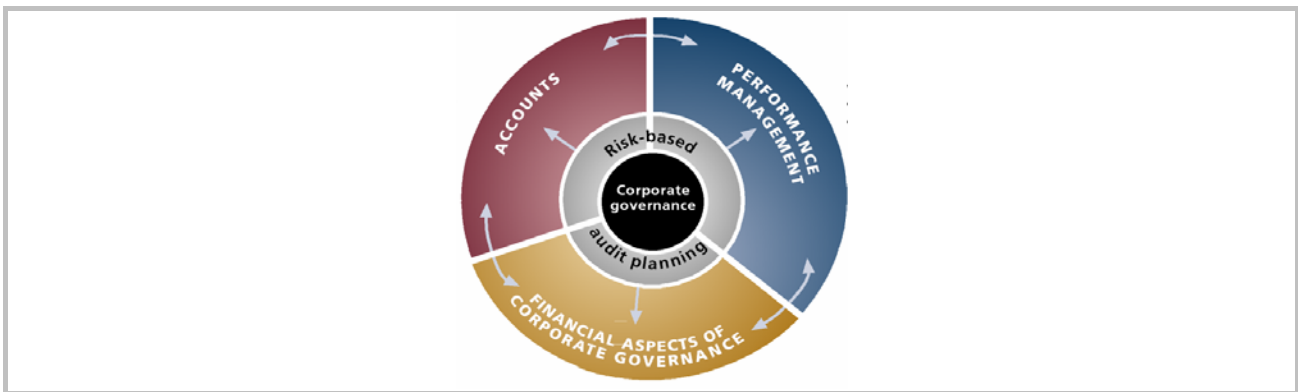 ACCOUNTS
PERFORMANCE
MANAGEMENT
Risk-based
Corporate
governance
audit planning
FINANCIAL ASPECTS OF
CORPORATE GOVERNANCE